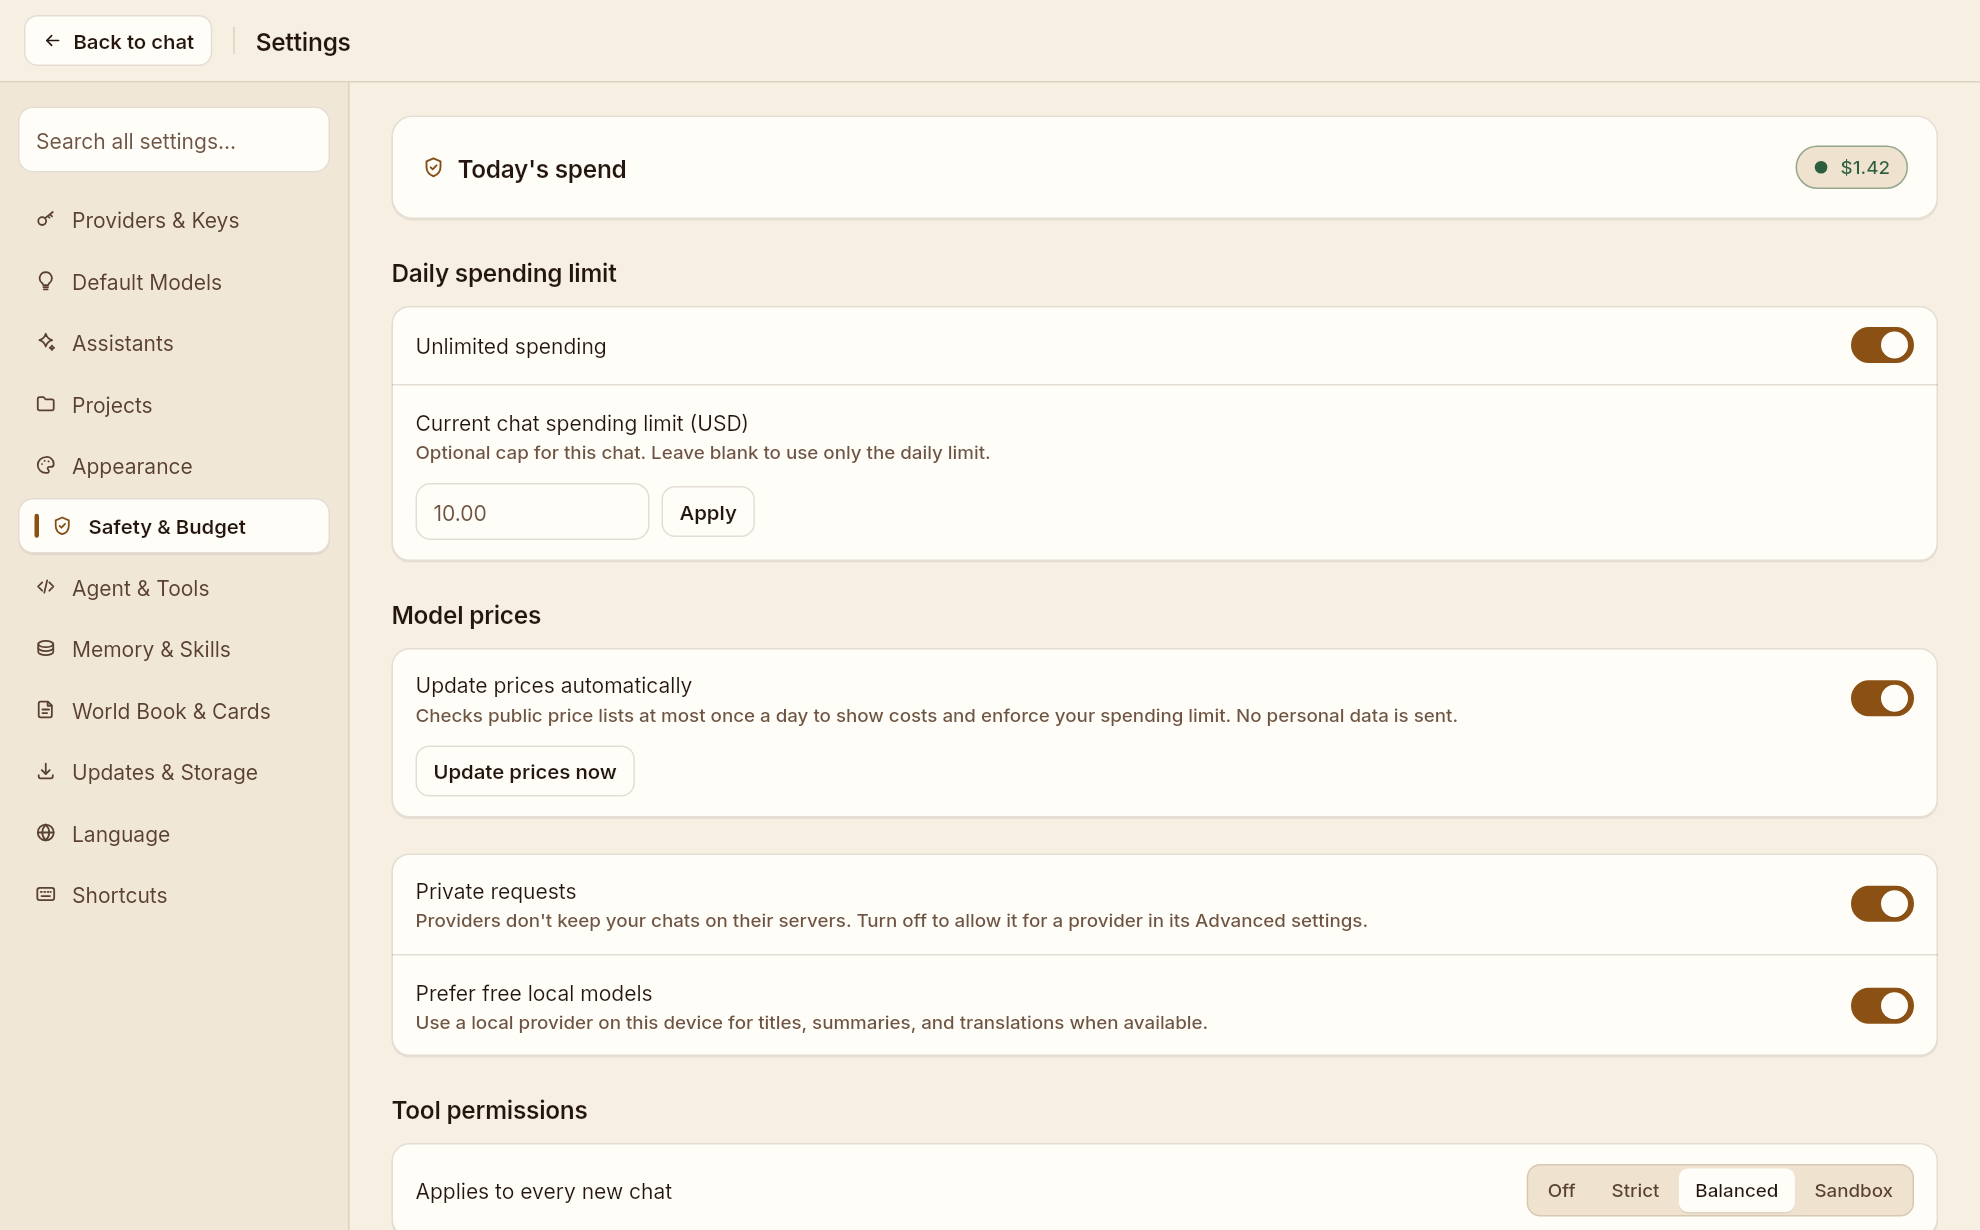 Back to chat
Settings
Search all settings...
Providers & Keys
Default Models
Assistants
Projects
Appearance
Safety & Budget
Agent & Tools
Memory & Skills
World Book & Cards
Updates & Storage
Language
Shortcuts
Today's spend
$1.42
Daily spending limit
Unlimited spending
Current chat spending limit (USD)
Optional cap for this chat. Leave blank to use only the daily limit.
10.00
Apply
Model prices
Update prices automatically
Checks public price lists at most once a day to show costs and enforce your spending limit. No personal data is sent.
Update prices now
Private requests
Providers don't keep your chats on their servers. Turn off to allow it for a provider in its Advanced settings.
Prefer free local models
Use a local provider on this device for titles, summaries, and translations when available.
Tool permissions
Applies to every new chat
Off Strict Balanced Sandbox